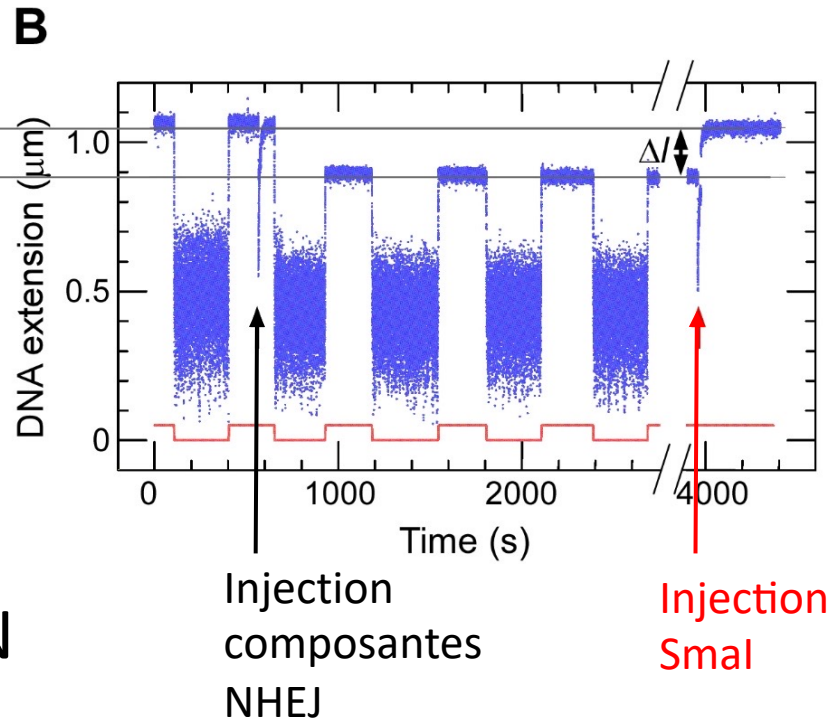 B
DNA extension (μm)
1.0
0.5
0
Δl
0
1000
2000
4000
Time (s)
Injection
composantes
NHEJ
Injection
SmaI
N